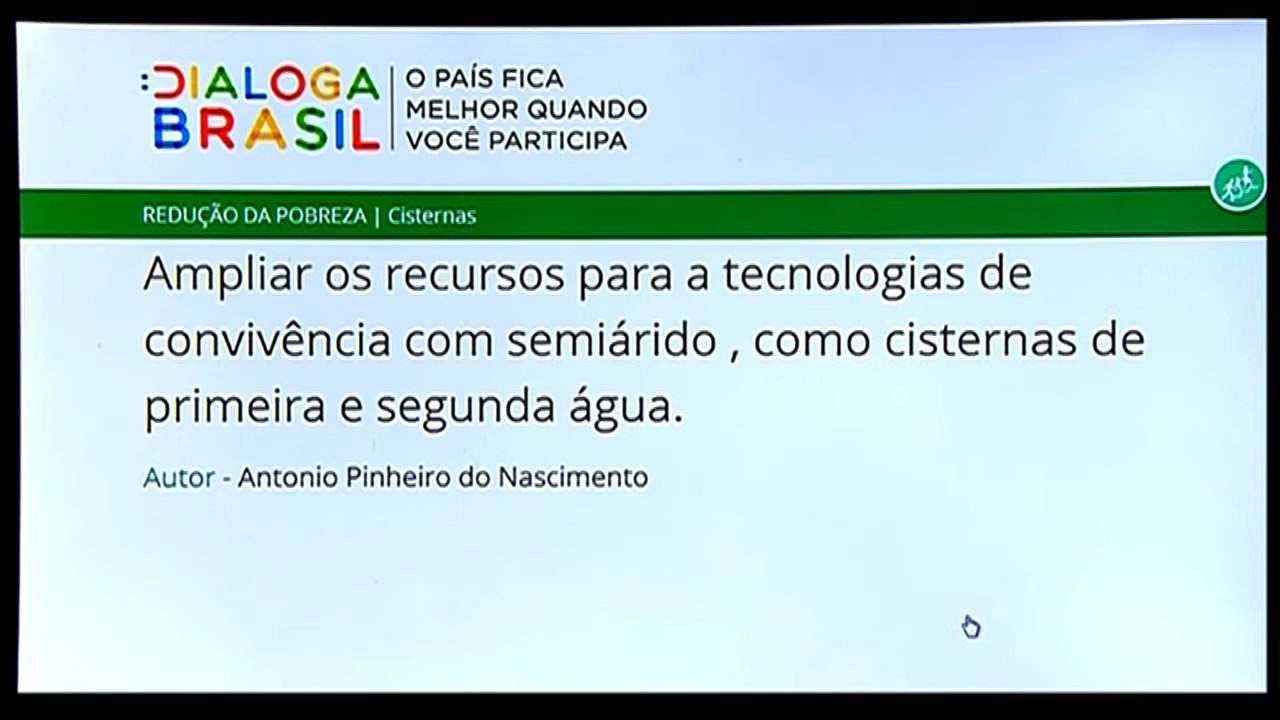 :DIALOGA
BRASIL
O PAÍS FICA
MELHOR QUANDO
VOCÊ PARTICIPA
REDUÇÃO DA POBREZA | Cisternas
Ampliar os recursos para a tecnologias de
convivência com semiárido , como cisternas de
primeira e segunda água.
Autor - Antonio Pinheiro do Nascimento